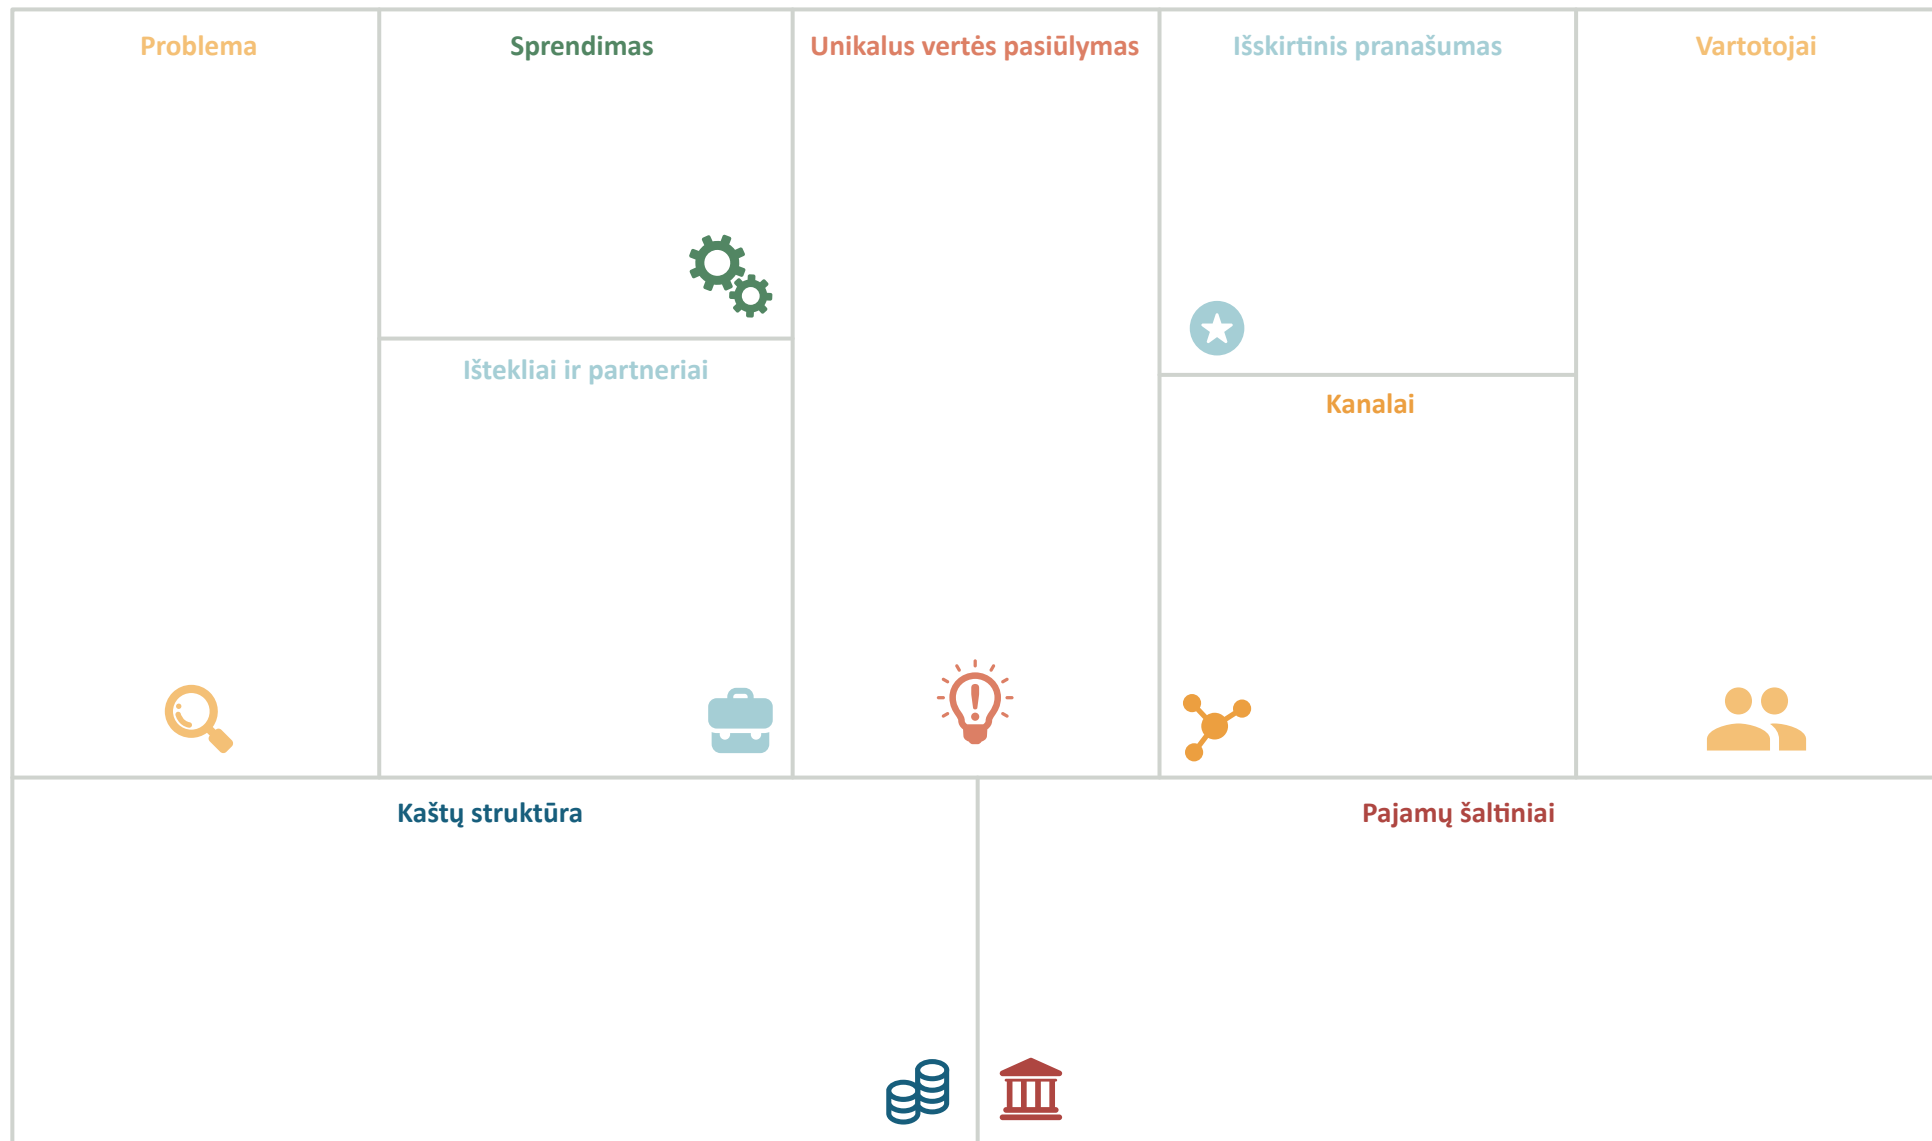 Problema
Sprendimas
Unikalus vertės pasiūlymas
Išskirtinis pranašumas
Vartotojai
Ištekliai ir partneriai
Kanalai
Kaštų struktūra
Pajamų šaltiniai